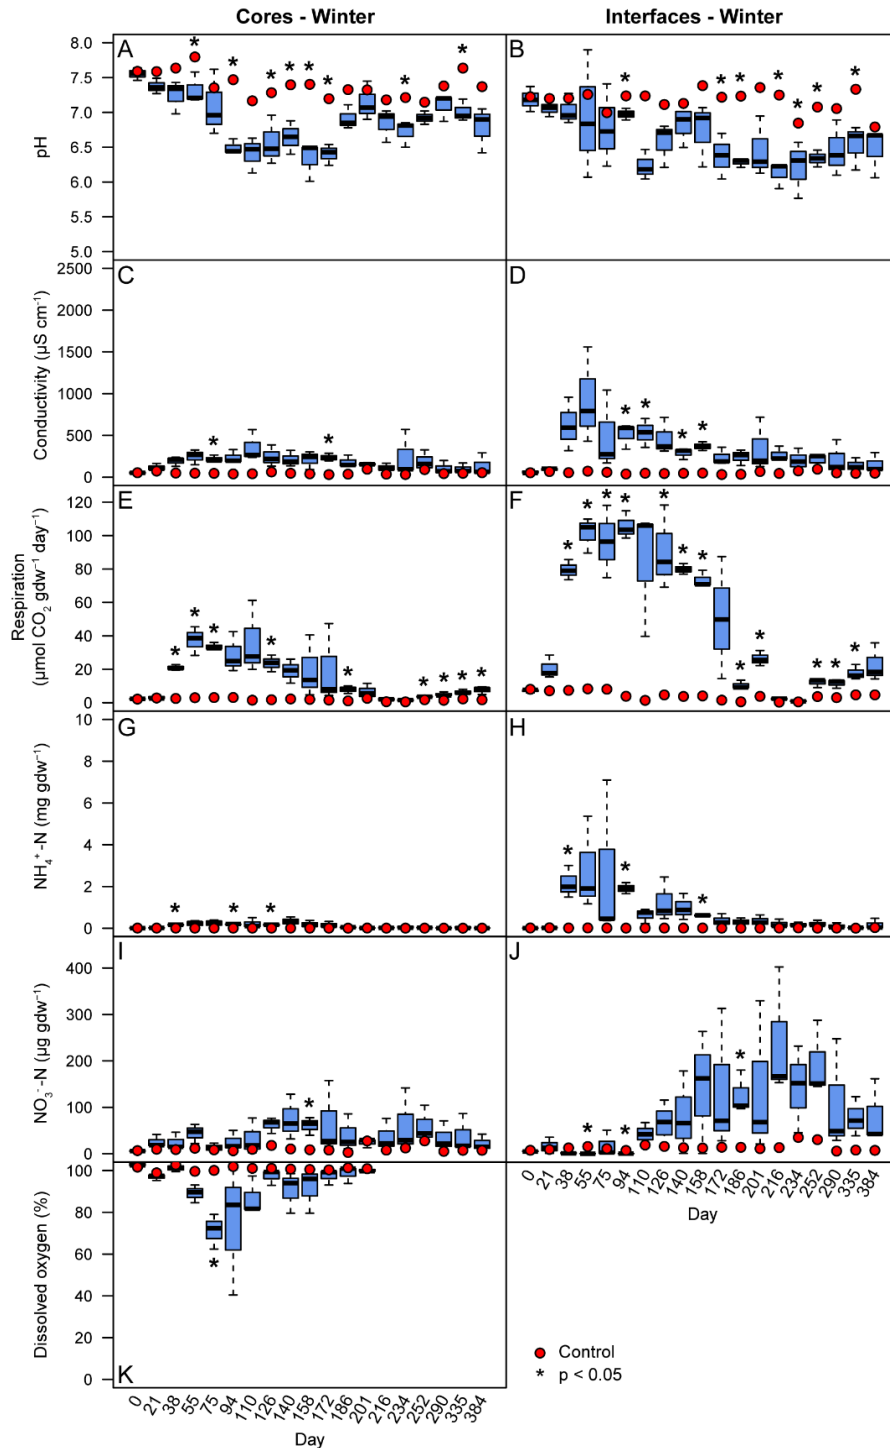 Cores - Winter
Interfaces - Winter
A
B
8.0
7.5
7.0
6.5
6.0
5.5
5.0
pH
C
D
2500
2000
1500
1000
500
0
Conductivity (µS cm⁻¹)
E
F
120
100
80
60
40
20
0
Respiration
(µmol CO₂ gdw⁻¹ day⁻¹)
G
H
10
8
6
4
2
0
NH₄⁺-N (mg gdw⁻¹)
I
J
400
300
200
100
0
NO₃⁻-N (µg gdw⁻¹)
100
80
60
40
20
0
Dissolved oxygen (%)
K
0 21 38 55 75 94 110 126 140 158 172 186 201 216 234 252 290 335 384
Day
0 21 38 55 75 94 110 126 140 158 172 186 201 216 234 252 290 335 384
Day
Control
* p < 0.05